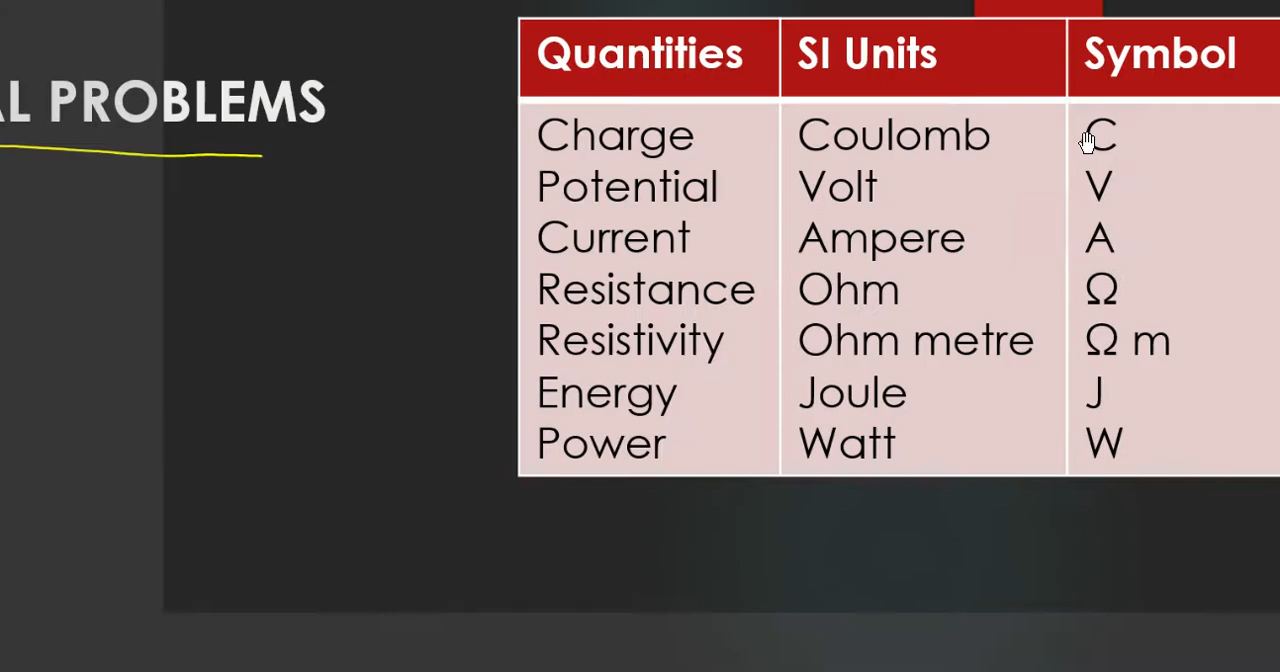 AL PROBLEMS
Quantities SI Units Symbol
Charge Coulomb C
Potential Volt V
Current Ampere A
Resistance Ohm Ω
Resistivity Ohm metre Ω m
Energy Joule J
Power Watt W